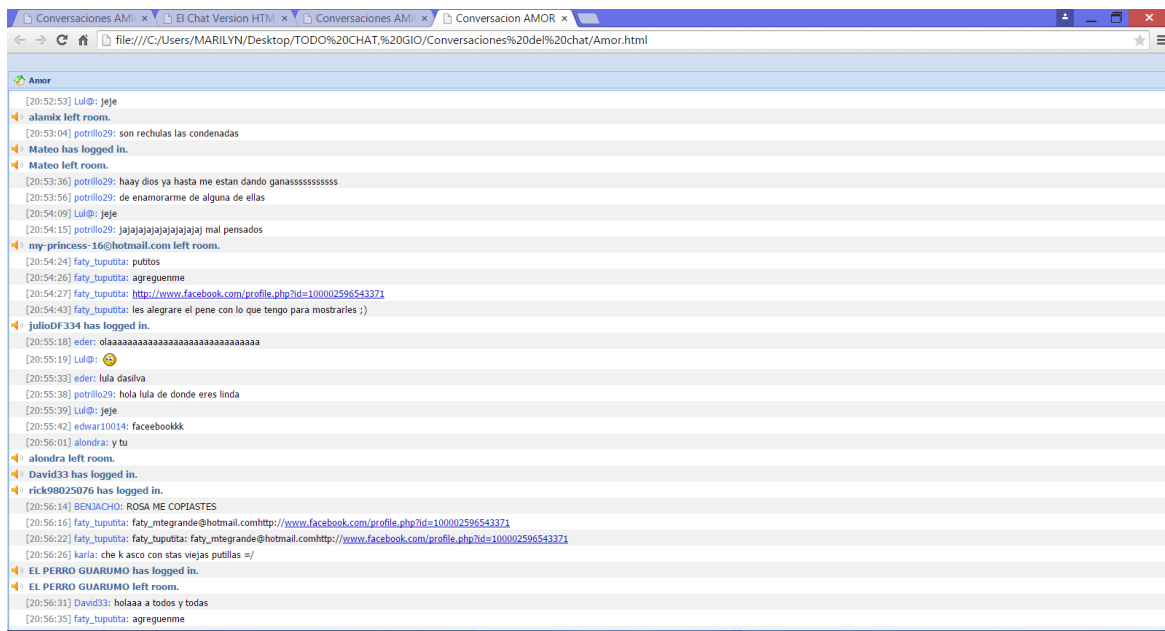 Conversaciones AMI
El Chat Version HTM
Conversaciones AMI
Conversacion AMOR
file:///C:/Users/MARILYN/Desktop/TODO%20CHAT,%20GIO/Conversaciones%20del%20chat/Amor.html
Amor
[20:52:53] Lul@: jeje
alamix left room.
[20:53:04] potrillo29: son rechulas las condenadas
Mateo has logged in.
Mateo left room.
[20:53:36] potrillo29: haay dios ya hasta me estan dando ganasssssssssss
[20:53:56] potrillo29: de enamorarme de alguna de ellas
[20:54:09] Lul@: jeje
[20:54:15] potrillo29: jajajajajajajajajajaj mal pensados
my-princess-16@hotmail.com left room.
[20:54:24] faty_tuputita: putitos
[20:54:26] faty_tuputita: agreguenme
[20:54:27] faty_tuputita: http://www.facebook.com/profile.php?id=100002596543371
[20:54:43] faty_tuputita: les alegrare el pene con lo que tengo para mostrarles ;)
julioDF334 has logged in.
[20:55:18] eder: olaaaaaaaaaaaaaaaaaaaaaaaaaaaaaa
[20:55:19] Lul@:
[20:55:33] eder: lula dasilva
[20:55:38] potrillo29: hola lula de donde eres linda
[20:55:39] Lul@: jeje
[20:55:42] edwar10014: faceebookkk
[20:56:01] alondra: y tu
alondra left room.
David33 has logged in.
rick98025076 has logged in.
[20:56:14] BENJACHO: ROSA ME COPIASTES
[20:56:16] faty_tuputita: faty_mtegrande@hotmail.comhttp://www.facebook.com/profile.php?id=100002596543371
[20:56:22] faty_tuputita: faty_tuputita: faty_mtegrande@hotmail.comhttp://www.facebook.com/profile.php?id=100002596543371
[20:56:26] karla: che k asco con stas viejas putillas =/
EL PERRO GUARUMO has logged in.
EL PERRO GUARUMO left room.
[20:56:31] David33: holaaa a todos y todas
[20:56:35] faty_tuputita: agreguenme